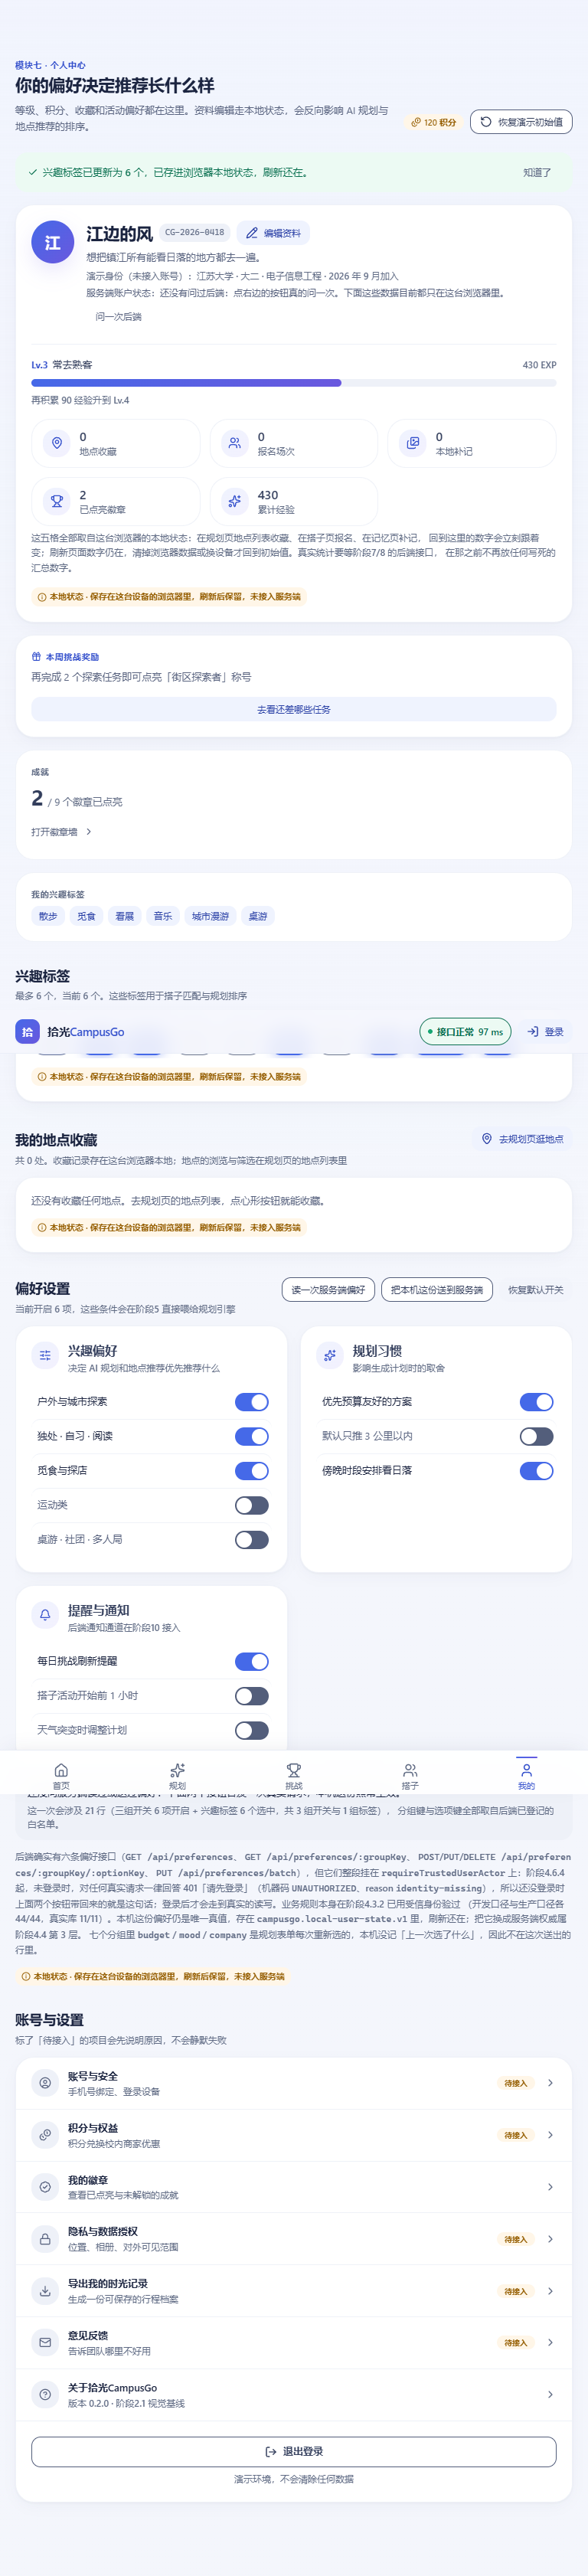 模块七 · 个人中心
你的偏好决定推荐长什么样
等级、积分、收藏和活动偏好都在这里。资料编辑走本地状态，会反向影响 AI 规划与
地点推荐的排序。
120 积分
恢复演示初始值
兴趣标签已更新为 6 个，已存进浏览器本地状态，刷新还在。
知道了
江
江边的风
CG-2026-0418
编辑资料
想把镇江所有能看日落的地方都去一遍。
演示身份（未接入账号）：江苏大学 · 大二 · 电子信息工程 · 2026 年 9 月加入
服务端账户状态：还没有问过后端：点右边的按钮真的问一次。下面这些数据目前都只在这台浏览器里。
问一次后端
Lv.3 常去熟客
430 EXP
再积累 90 经验升到 Lv.4
0
地点收藏
0
报名场次
0
本地补记
2
已点亮徽章
430
累计经验
这五格全部取自这台浏览器的本地状态：在规划页地点列表收藏、在搭子页报名、在记忆页补记， 回到这里的数字会立刻跟着
变；刷新页面数字仍在，清掉浏览器数据或换设备才回到初始值。真实统计要等阶段7/8 的后端接口， 在那之前不再放任何写死的
汇总数字。
本地状态 · 保存在这台设备的浏览器里，刷新后保留，未接入服务端
本周挑战奖励
再完成 2 个探索任务即可点亮「街区探索者」称号
去看还差哪些任务
成就
2 / 9 个徽章已点亮
打开徽章墙
我的兴趣标签
散步
觅食
看展
音乐
城市漫游
桌游
兴趣标签
最多 6 个，当前 6 个。这些标签用于搭子匹配与规划排序
拾
拾光CampusGo
接口正常 97 ms
登录
本地状态 · 保存在这台设备的浏览器里，刷新后保留，未接入服务端
我的地点收藏
去规划页逛地点
共 0 处。收藏记录存在这台浏览器本地；地点的浏览与筛选在规划页的地点列表里
还没有收藏任何地点。去规划页的地点列表，点心形按钮就能收藏。
本地状态 · 保存在这台设备的浏览器里，刷新后保留，未接入服务端
偏好设置
读一次服务端偏好
把本机这份送到服务端
恢复默认开关
当前开启 6 项，这些条件会在阶段5 直接喂给规划引擎
兴趣偏好
决定 AI 规划和地点推荐优先推荐什么
户外与城市探索
独处 · 自习 · 阅读
觅食与探店
运动类
桌游 · 社团 · 多人局
规划习惯
影响生成计划时的取舍
优先预算友好的方案
默认只推 3 公里以内
傍晚时段安排看日落
提醒与通知
后端通知通道在阶段10 接入
每日挑战刷新提醒
搭子活动开始前 1 小时
天气突变时调整计划
首页
规划
挑战
搭子
我的
这一次会涉及 21 行（三组开关 6 项开启 + 兴趣标签 6 个选中，共 3 组开关与 1 组标签）， 分组键与选项键全部取自后端已登记的
白名单。
后端确实有六条偏好接口（GET /api/preferences、 GET /api/preferences/:groupKey、 POST/PUT/DELETE /api/preferen
ces/:groupKey/:optionKey、 PUT /api/preferences/batch），但它们整段挂在 requireTrustedUserActor 上：阶段4.6.4
起，未登录时，对任何真实请求一律回答 401「请先登录」（机器码 UNAUTHORIZED、reason identity-missing），所以还没登录时
上面两个按钮带回来的就是这句话；登录后才会走到真实的读写。业务规则本身在阶段4.3.2 已用受信身份验过 （开发口径与生产口径各
44/44，真实库 11/11）。本机这份偏好仍是唯一真值，存在 campusgo.local-user-state.v1 里，刷新还在；把它换成服务端权威属
阶段4.4 第 3 层。 七个分组里 budget / mood / company 是规划表单每次重新选的，本机没记「上一次选了什么」，因此不在这次送出的
行里。
本地状态 · 保存在这台设备的浏览器里，刷新后保留，未接入服务端
账号与设置
标了「待接入」的项目会先说明原因，不会静默失败
账号与安全
手机号绑定、登录设备
待接入
积分与权益
积分兑换校内商家优惠
待接入
我的徽章
查看已点亮与未解锁的成就
隐私与数据授权
位置、相册、对外可见范围
待接入
导出我的时光记录
生成一份可保存的行程档案
待接入
意见反馈
告诉团队哪里不好用
待接入
关于拾光CampusGo
版本 0.2.0 · 阶段2.1 视觉基线
退出登录
演示环境，不会清除任何数据